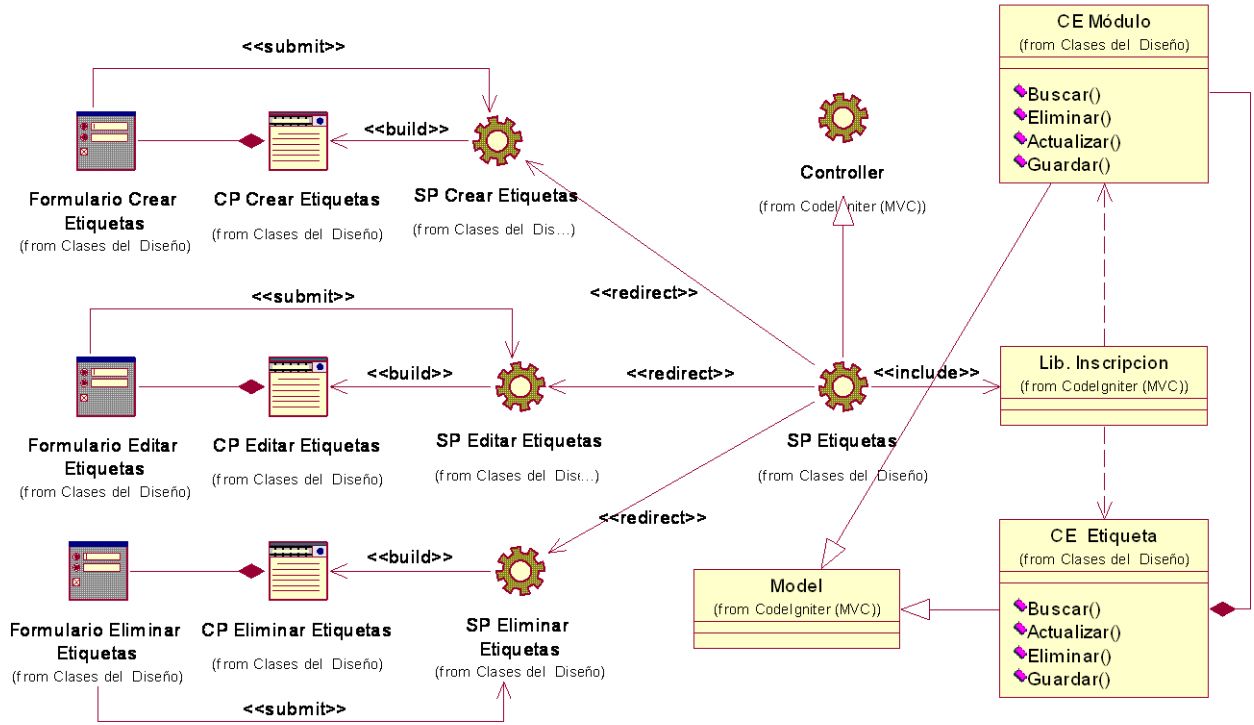 <<submit>>
<<build>>
Formulario Crear
Etiquetas
(from Clases del Diseño)
CP Crear Etiquetas
(from Clases del Diseño)
SP Crear Etiquetas
(from Clases del Dis...)
Controller
(from CodeIgniter (MVC))
CE Módulo
(from Clases del Diseño)
Buscar()
Eliminar()
Actualizar()
Guardar()
<<redirect>>
<<submit>>
<<build>>
<<redirect>>
<<include>>
Formulario Editar
Etiquetas
(from Clases del Diseño)
CP Editar Etiquetas
(from Clases del Diseño)
SP Editar Etiquetas
(from Clases del Dise...)
SP Etiquetas
(from Clases del Diseño)
Lib. Inscripcion
(from CodeIgniter (MVC))
<<redirect>>
<<build>>
Formulario Eliminar
Etiquetas
(from Clases del Diseño)
CP Eliminar Etiquetas
(from Clases del Diseño)
SP Eliminar
Etiquetas
(from Clases del Diseño)
<<submit>>
Model
(from CodeIgniter (MVC))
CE Etiqueta
(from Clases del Diseño)
Buscar()
Actualizar()
Eliminar()
Guardar()